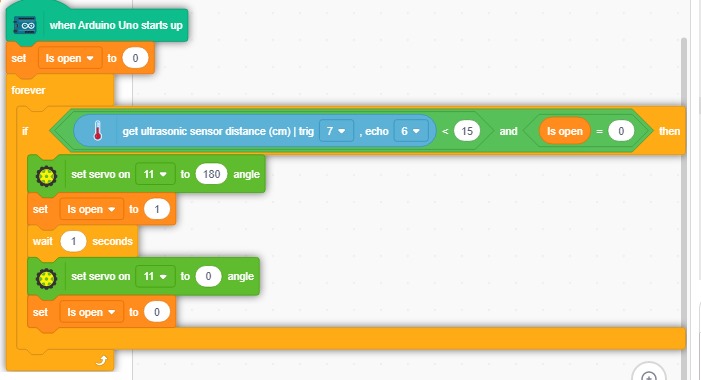 when Arduino Uno starts up
set Is open to 0
forever
if get ultrasonic sensor distance (cm) | trig 7 , echo 6 < 15 and Is open = 0 then
set servo on 11 to 180 angle
set Is open to 1
wait 1 seconds
set servo on 11 to 0 angle
set Is open to 0